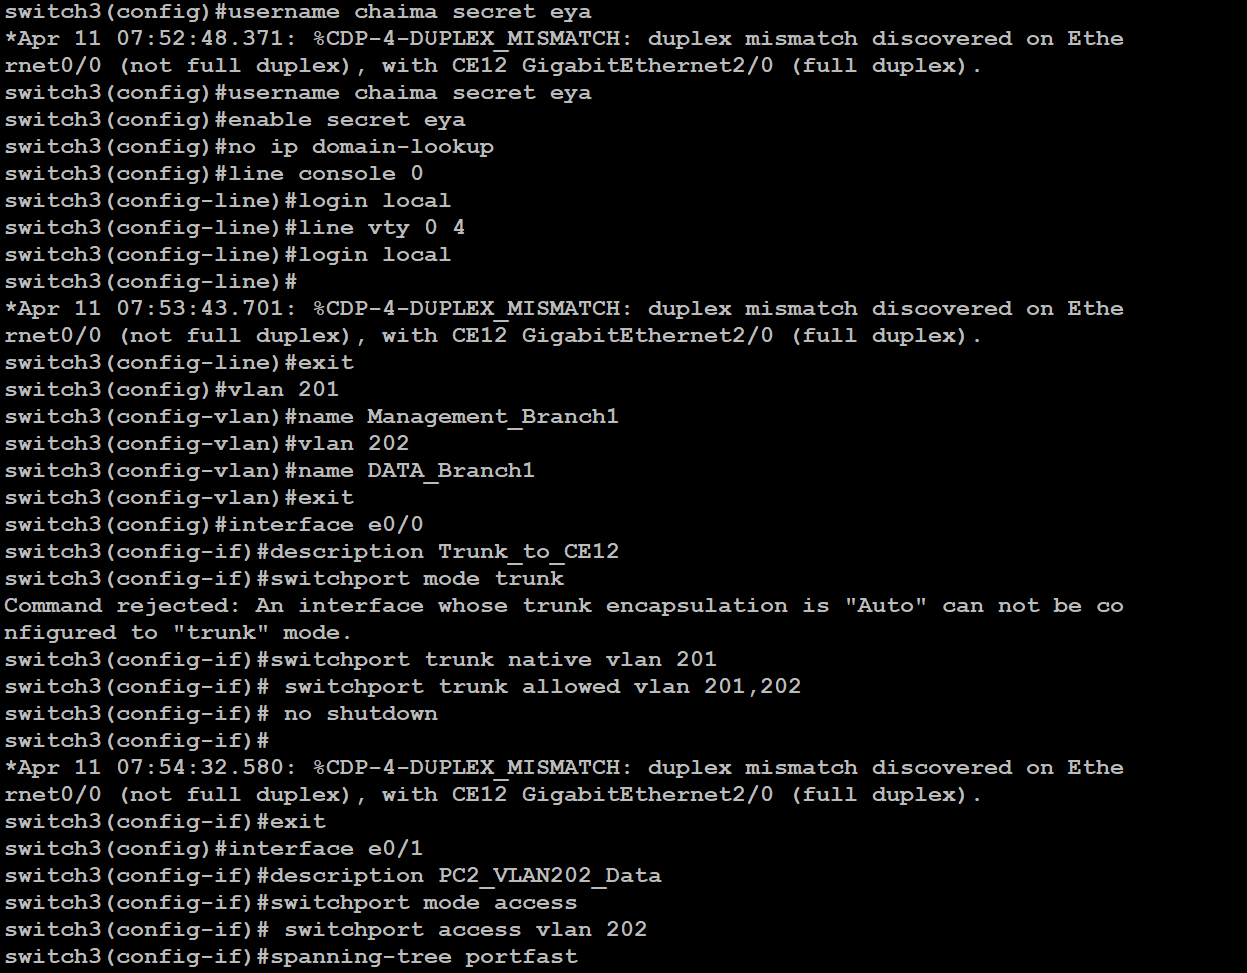 switch3(config)#username chaima secret eya
*Apr 11 07:52:48.371: %CDP-4-DUPLEX_MISMATCH: duplex mismatch discovered on Ethe
rnet0/0 (not full duplex), with CE12 GigabitEthernet2/0 (full duplex).
switch3(config)#username chaima secret eya
switch3(config)#enable secret eya
switch3(config)#no ip domain-lookup
switch3(config)#line console 0
switch3(config-line)#login local
switch3(config-line)#line vty 0 4
switch3(config-line)#login local
switch3(config-line)#
*Apr 11 07:53:43.701: %CDP-4-DUPLEX_MISMATCH: duplex mismatch discovered on Ethe
rnet0/0 (not full duplex), with CE12 GigabitEthernet2/0 (full duplex).
switch3(config-line)#exit
switch3(config)#vlan 201
switch3(config-vlan)#name Management_Branch1
switch3(config-vlan)#vlan 202
switch3(config-vlan)#name DATA_Branch1
switch3(config-vlan)#exit
switch3(config)#interface e0/0
switch3(config-if)#description Trunk_to_CE12
switch3(config-if)#switchport mode trunk
Command rejected: An interface whose trunk encapsulation is "Auto" can not be co
nfigured to "trunk" mode.
switch3(config-if)#switchport trunk native vlan 201
switch3(config-if)# switchport trunk allowed vlan 201,202
switch3(config-if)# no shutdown
switch3(config-if)#
*Apr 11 07:54:32.580: %CDP-4-DUPLEX_MISMATCH: duplex mismatch discovered on Ethe
rnet0/0 (not full duplex), with CE12 GigabitEthernet2/0 (full duplex).
switch3(config-if)#exit
switch3(config)#interface e0/1
switch3(config-if)#description PC2_VLAN202_Data
switch3(config-if)#switchport mode access
switch3(config-if)# switchport access vlan 202
switch3(config-if)#spanning-tree portfast